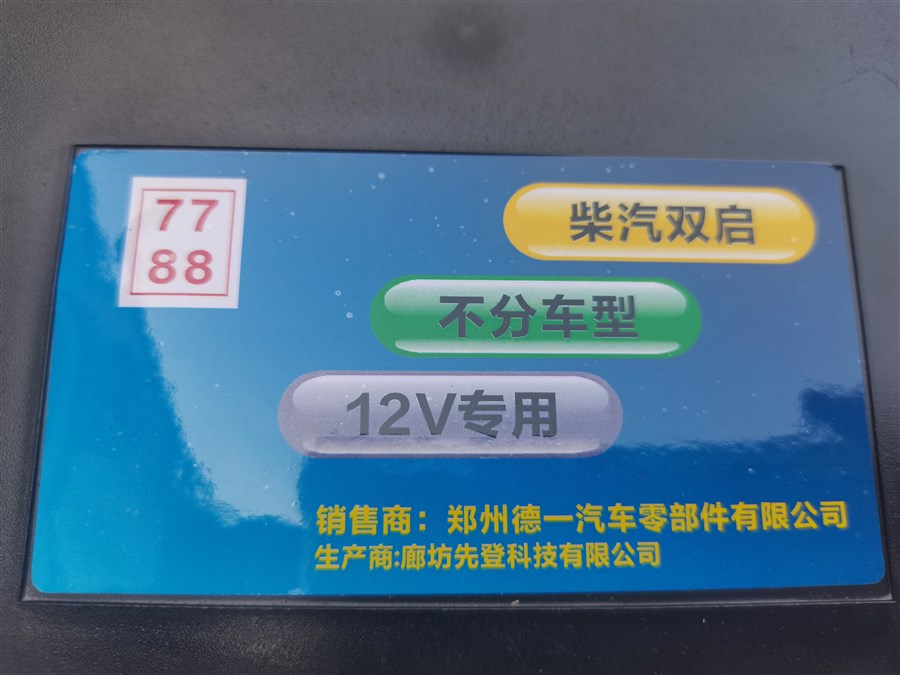 77
88
柴汽双启
不分车型
12V专用
销售商：郑州德一汽车零部件有限公司
生产商:廊坊先登科技有限公司